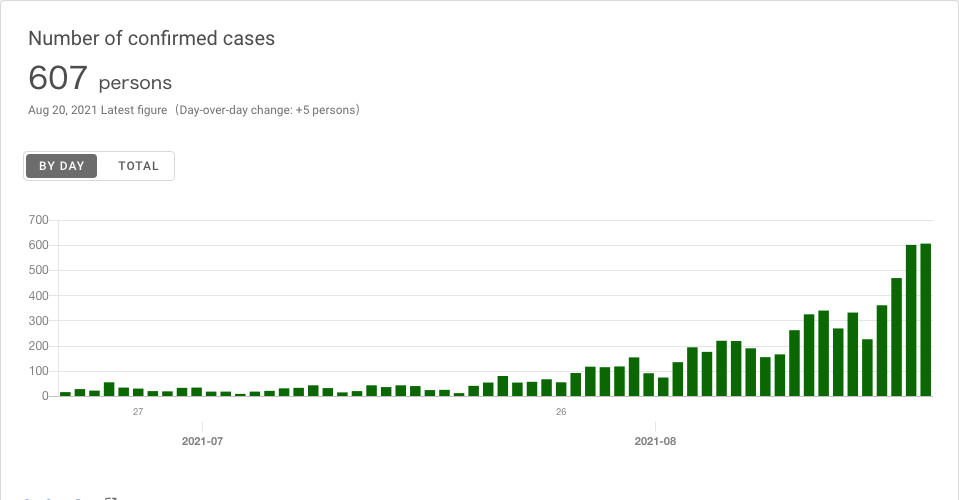 Number of confirmed cases
607 persons
Aug 20, 2021 Latest figure（Day-over-day change: +5 persons）
BY DAY TOTAL
700
600
500
400
300
200
100
0
27 26
2021-07 2021-08